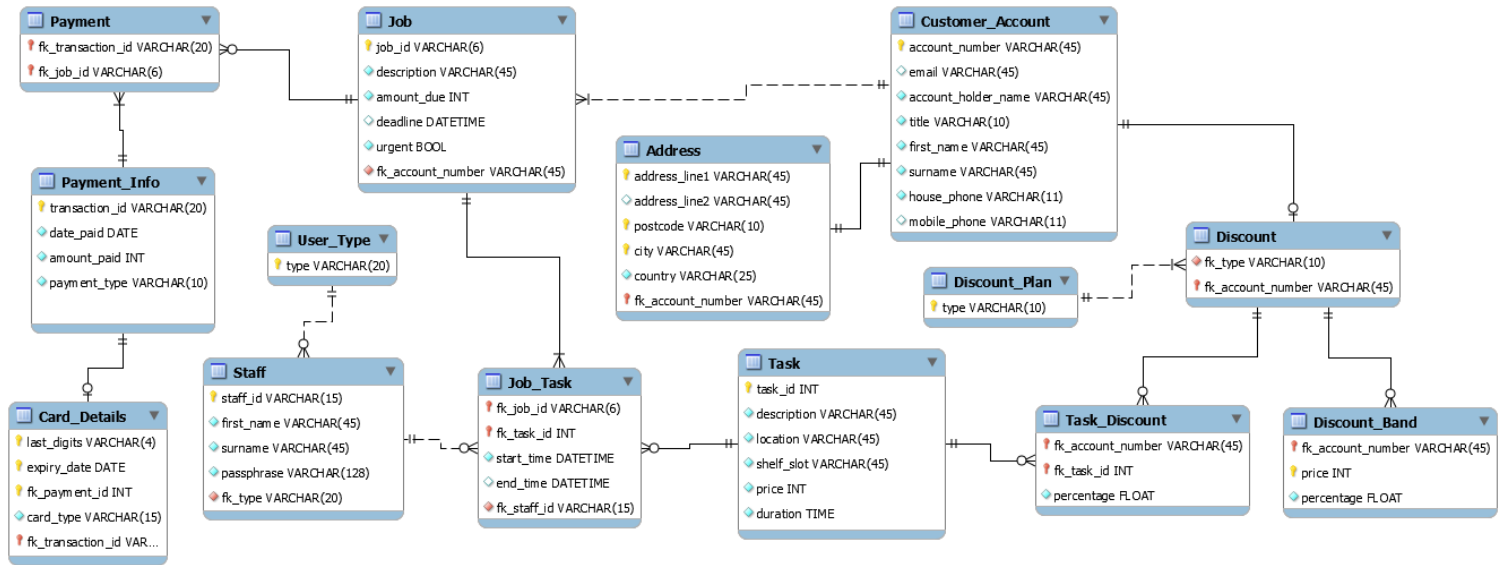 Payment
fk_transaction_id VARCHAR(20)
fk_job_id VARCHAR(6)
Job
job_id VARCHAR(6)
description VARCHAR(45)
amount_due INT
deadline DATETIME
urgent BOOL
fk_account_number VARCHAR(45)
Customer_Account
account_number VARCHAR(45)
email VARCHAR(45)
account_holder_name VARCHAR(45)
title VARCHAR(10)
first_name VARCHAR(45)
surname VARCHAR(45)
house_phone VARCHAR(11)
mobile_phone VARCHAR(11)
Address
address_line1 VARCHAR(45)
address_line2 VARCHAR(45)
postcode VARCHAR(10)
city VARCHAR(45)
country VARCHAR(25)
fk_account_number VARCHAR(45)
Payment_Info
transaction_id VARCHAR(20)
date_paid DATE
amount_paid INT
payment_type VARCHAR(10)
User_Type
type VARCHAR(20)
Discount
fk_type VARCHAR(10)
fk_account_number VARCHAR(45)
Discount_Plan
type VARCHAR(10)
Card_Details
last_digits VARCHAR(4)
expiry_date DATE
fk_payment_id INT
card_type VARCHAR(15)
fk_transaction_id VAR...
Staff
staff_id VARCHAR(15)
first_name VARCHAR(45)
surname VARCHAR(45)
passphrase VARCHAR(128)
fk_type VARCHAR(20)
Job_Task
fk_job_id VARCHAR(6)
fk_task_id INT
start_time DATETIME
end_time DATETIME
fk_staff_id VARCHAR(15)
Task
task_id INT
description VARCHAR(45)
location VARCHAR(45)
shelf_slot VARCHAR(45)
price INT
duration TIME
Task_Discount
fk_account_number VARCHAR(45)
fk_task_id INT
percentage FLOAT
Discount_Band
fk_account_number VARCHAR(45)
price INT
percentage FLOAT